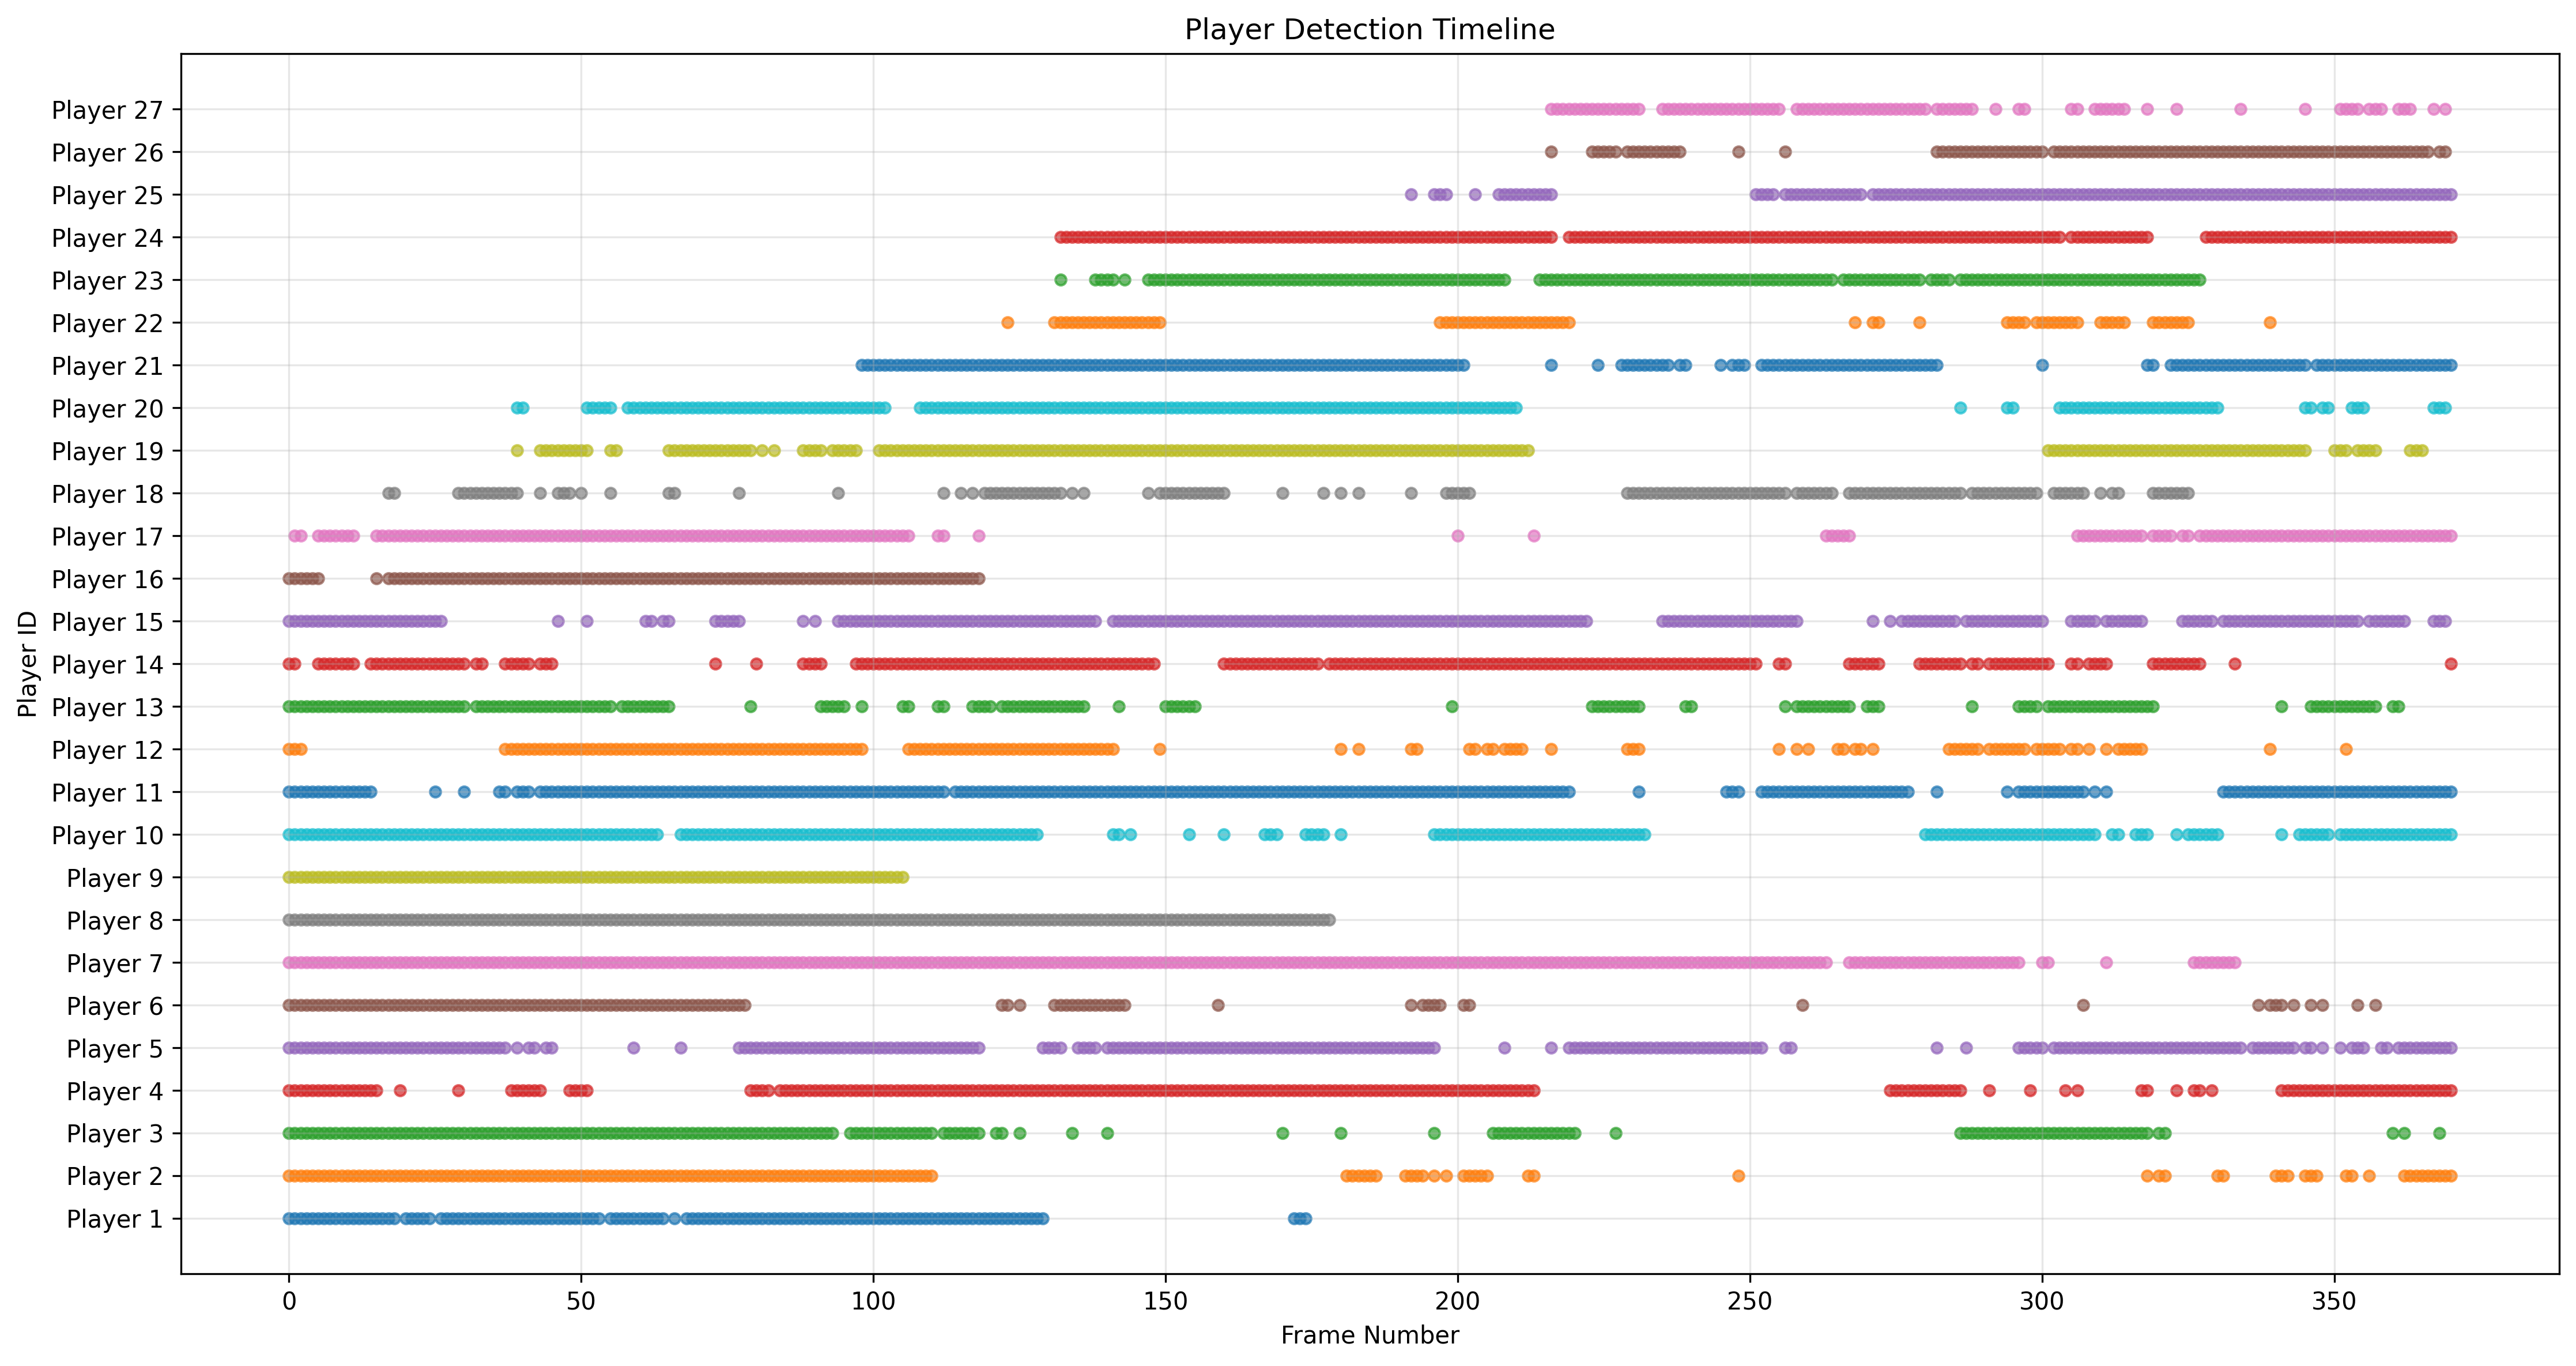 Player Detection Timeline
Player ID
Player 27
Player 26
Player 25
Player 24
Player 23
Player 22
Player 21
Player 20
Player 19
Player 18
Player 17
Player 16
Player 15
Player 14
Player 13
Player 12
Player 11
Player 10
Player 9
Player 8
Player 7
Player 6
Player 5
Player 4
Player 3
Player 2
Player 1
0 50 100 150 200 250 300 350
Frame Number